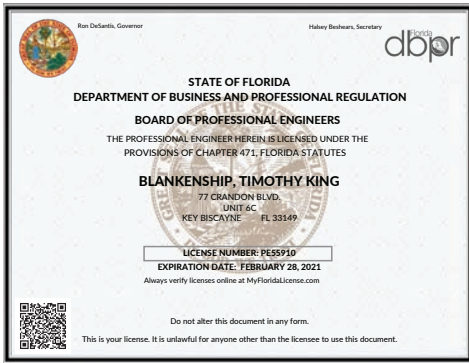 Ron DeSantis, Governor
Halsey Beshears, Secretary
Florida
dbpr
STATE OF FLORIDA
DEPARTMENT OF BUSINESS AND PROFESSIONAL REGULATION
BOARD OF PROFESSIONAL ENGINEERS
THE PROFESSIONAL ENGINEER HEREIN IS LICENSED UNDER THE
PROVISIONS OF CHAPTER 471, FLORIDA STATUTES
BLANKENSHIP, TIMOTHY KING
77 CRANDON BLVD.
UNIT 6C
KEY BISCAYNE FL 33149
LICENSE NUMBER: PE55910
EXPIRATION DATE: FEBRUARY 28, 2021
Always verify licenses online at MyFloridaLicense.com
Do not alter this document in any form.
This is your license. It is unlawful for anyone other than the licensee to use this document.